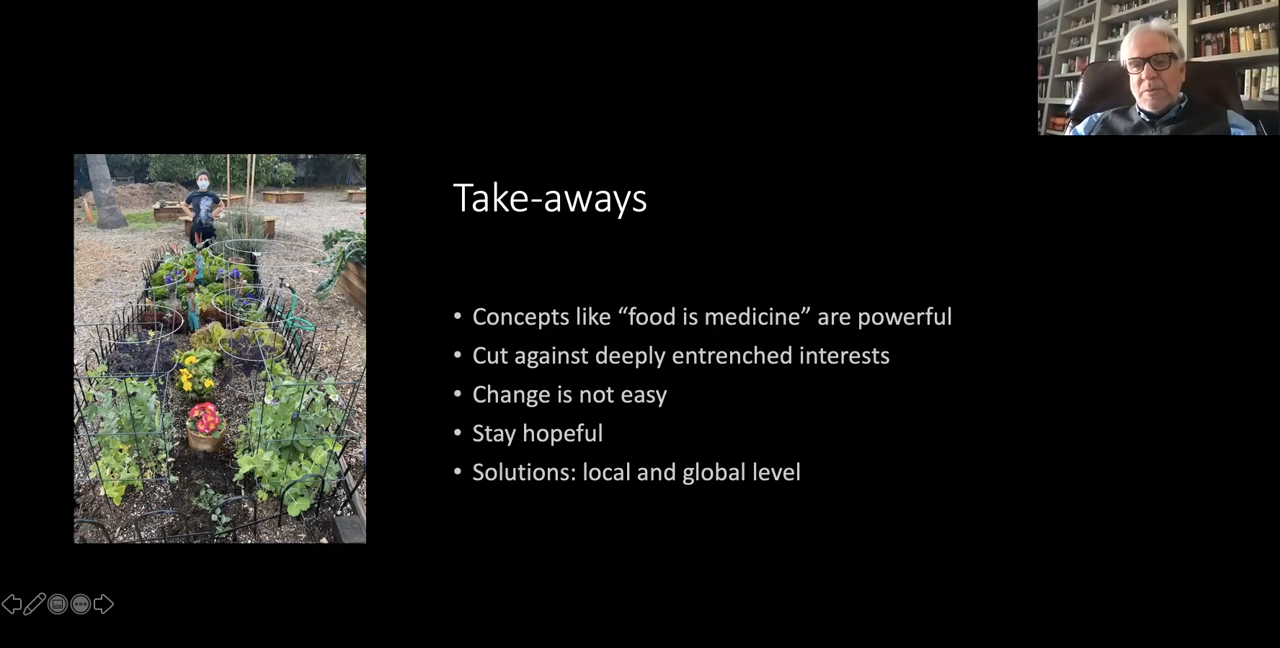 Take-aways
• Concepts like “food is medicine” are powerful
• Cut against deeply entrenched interests
• Change is not easy
• Stay hopeful
• Solutions: local and global level